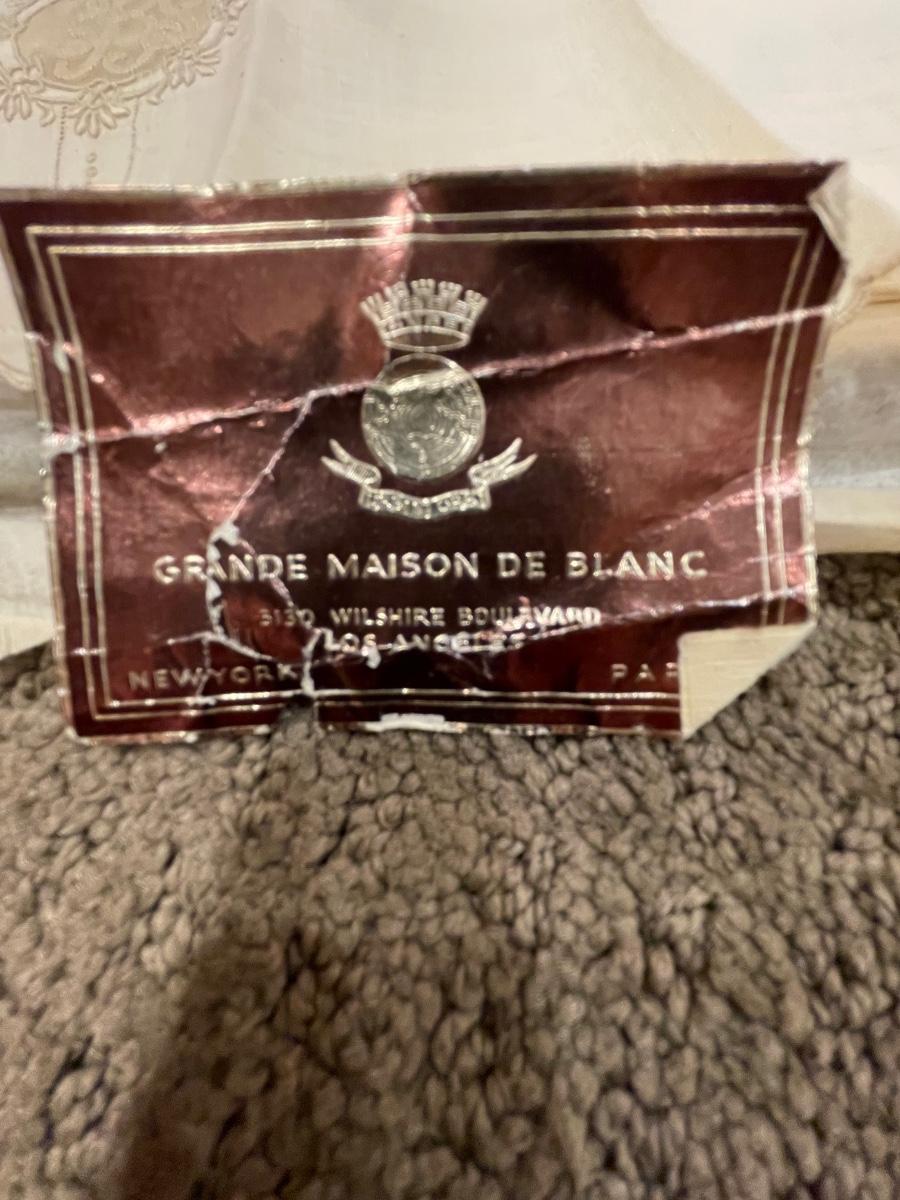 GRANDE MAISON DE BLANC
3130 WILSHIRE BOULEVARD
LOS ANGELES
NEW YORK